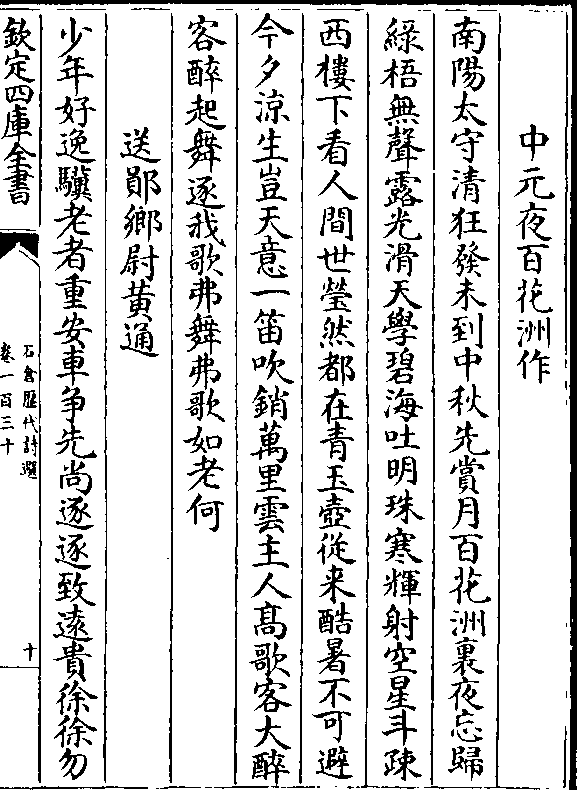 中元夜百花洲作
南陽太守清狂發未到中秋先賞月百花洲裏夜忘歸
綠梧無聲露光滑天學碧海吐明珠寒輝射空星斗踈
西樓下看人間世瑩然都在青玉壺從来酷暑不可避
今夕涼生豈天意一笛吹銷萬里雲主人髙歌客大醉
客醉起舞逐我歌弗舞弗歌如老何
送鄖鄉尉黄通
少年好逸驥老者重安車争先尚逐逐致逺貴徐徐勿
欽定四庫全書
石倉歴代詩選
卷一百三十
十